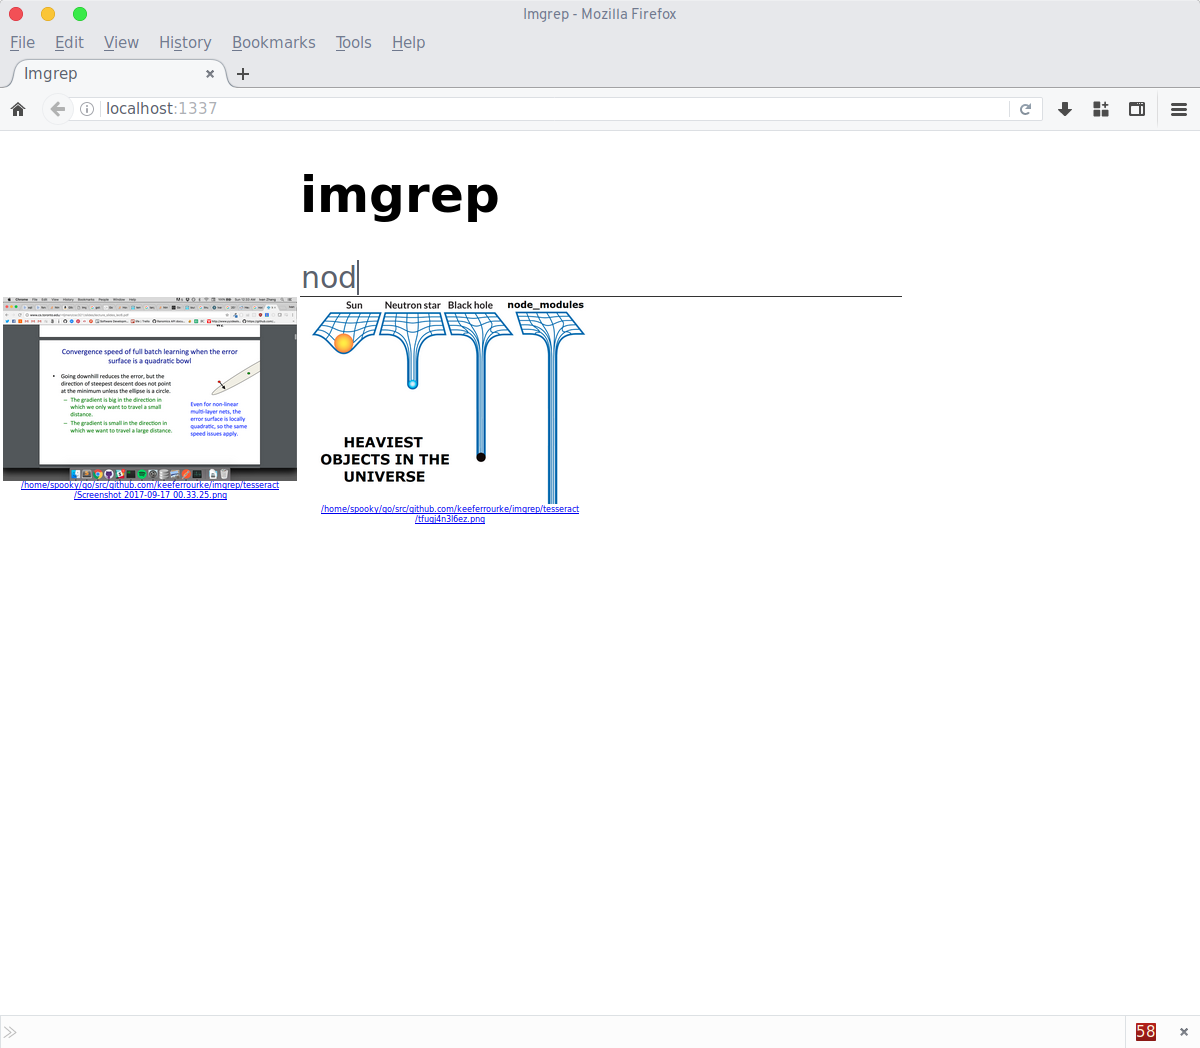 Imgrep - Mozilla Firefox
File Edit View History Bookmarks Tools Help
Imgrep
localhost:1337
imgrep
nod
Convergence speed of full batch learning when the error
surface is a quadratic bowl
• Going downhill reduces the error, but the
direction of steepest descent does not point
at the minimum unless the ellipse is a circle.
– The gradient is big in the direction in
which we only want to travel a small
distance.
– The gradient is small in the direction in
which we want to travel a large distance.
Even for non-linear
multi-layer nets, the
error surface is locally
quadratic, so the same
speed issues apply.
/home/spooky/go/src/github.com/keeferrourke/imgrep/tesseract
/Screenshot 2017-09-17 00.33.25.png
Sun Neutron star Black hole node_modules
HEAVIEST
OBJECTS IN THE
UNIVERSE
/home/spooky/go/src/github.com/keeferrourke/imgrep/tesseract
/tfugj4n3l6ez.png
58